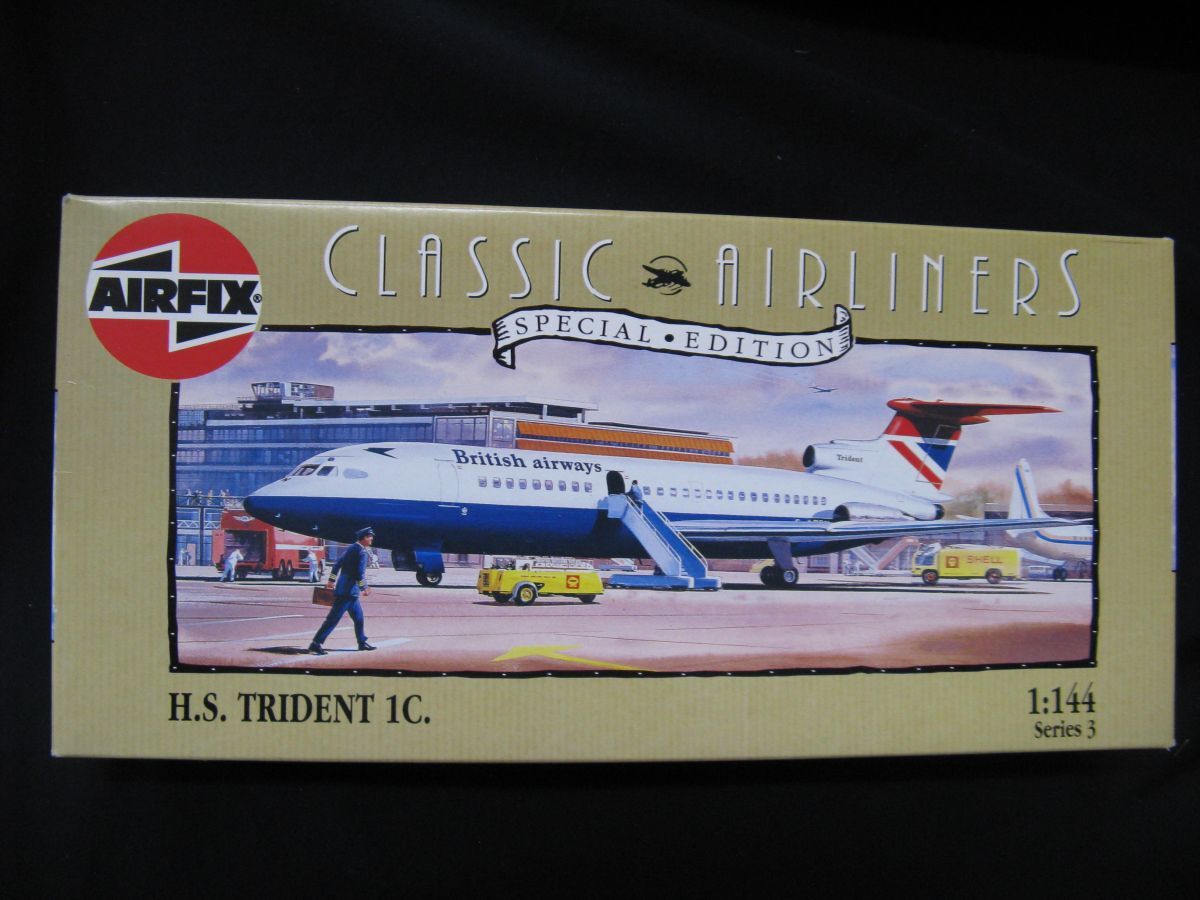 AIRFIX®
CLASSIC AIRLINERS
SPECIAL • EDITION
British airways
Trident
SHELL
H.S. TRIDENT 1C.
1:144
Series 3